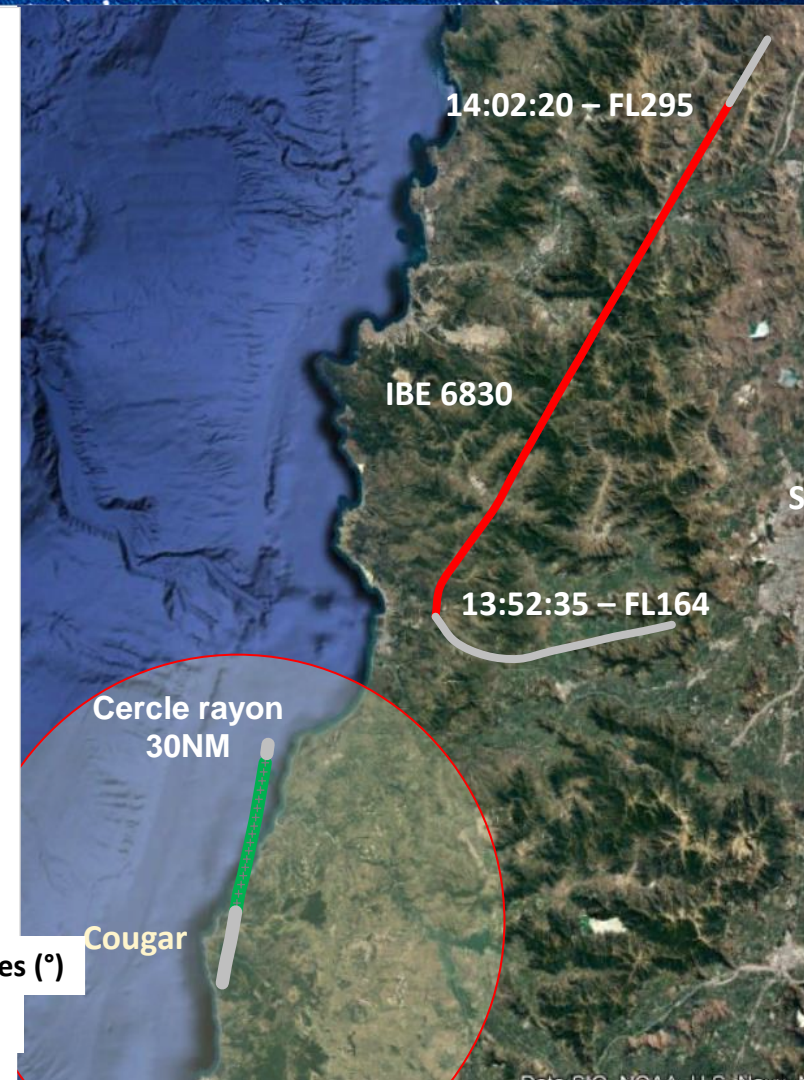 14:02:20 – FL295
IBE 6830
S
13:52:35 – FL164
Cercle rayon
30NM
Cougar
es (°)